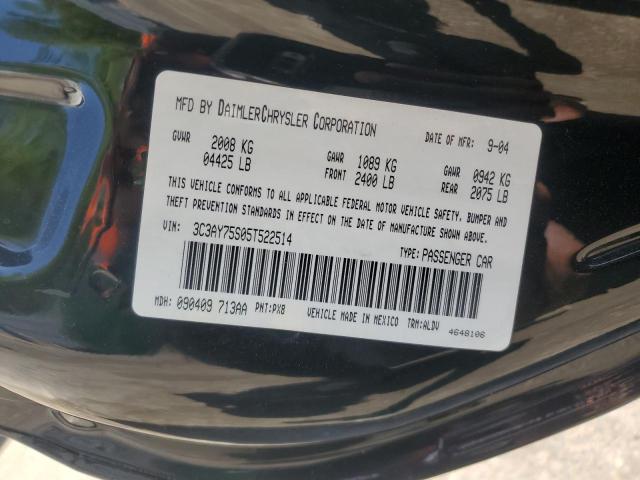 MFD BY DAIMLERCHRYSLER CORPORATION DATE OF MFR: 9-04
GVWR 2008 KG GAWR 1089 KG GAWR 0942 KG
04425 LB FRONT 2400 LB REAR 2075 LB
THIS VEHICLE CONFORMS TO ALL APPLICABLE FEDERAL MOTOR VEHICLE SAFETY, BUMPER AND
THEFT PREVENTION STANDARDS IN EFFECT ON THE DATE OF MANUFACTURE SHOWN ABOVE.
VIN: 3C3AY75S05T522514 TYPE: PASSENGER CAR
MDH: 090409 713AA PNT:PX8 VEHICLE MADE IN MEXICO TRM:ALDV
4648106